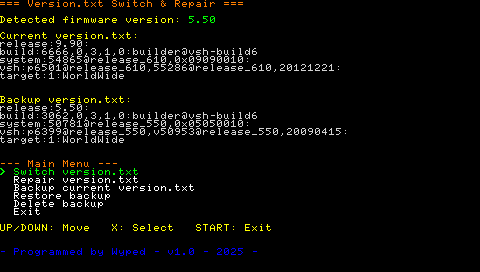 === Version.txt Switch & Repair ===
Detected firmware version: 5.50
Current version.txt:
release:9.90:
build:6666,0,3,1,0:builder@vsh-build6
system:54865@release_610,0x09090010:
vsh:p6501@release_610,55286@release_610,20121221:
target:1:WorldWide
Backup version.txt:
release:5.50:
build:3062,0,3,1,0:builder@vsh-build6
system:50781@release_550,0x05050010:
vsh:p6399@release_550,v50953@release_550,20090415:
target:1:WorldWide
--- Main Menu ---
> Switch version.txt
Repair version.txt
Backup current version.txt
Restore backup
Delete backup
Exit
UP/DOWN: Move X: Select START: Exit
- Programmed by Wyned - v1.0 - 2025 -